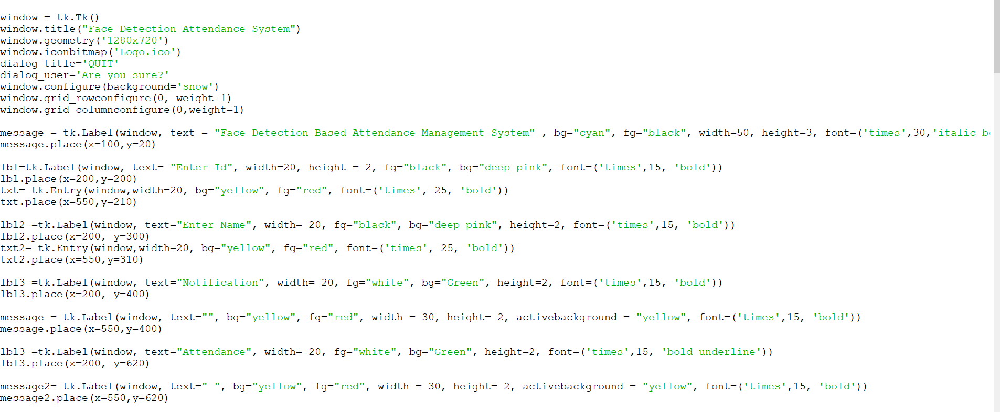 window = tk.Tk()
window.title("Face Detection Attendance System")
window.geometry('1280x720')
window.iconbitmap('Logo.ico')
dialog_title='QUIT'
dialog_user='Are you sure?'
window.configure(background='snow')
window.grid_rowconfigure(0, weight=1)
window.grid_columnconfigure(0,weight=1)
message = tk.Label(window, text = "Face Detection Based Attendance Management System" , bg="cyan", fg="black", width=50, height=3, font=('times',30,'italic
message.place(x=100,y=20)
lbl=tk.Label(window, text= "Enter Id", width=20, height = 2, fg="black", bg="deep pink", font=('times',15, 'bold'))
lbl.place(x=200,y=200)
txt= tk.Entry(window,width=20, bg="yellow", fg="red", font=('times', 25, 'bold'))
txt.place(x=550,y=210)
lbl2 =tk.Label(window, text="Enter Name", width= 20, fg="black", bg="deep pink", height=2, font=('times',15, 'bold'))
lbl2.place(x=200, y=300)
txt2= tk.Entry(window,width=20, bg="yellow", fg="red", font=('times', 25, 'bold'))
txt2.place(x=550,y=310)
lbl3 =tk.Label(window, text="Notification", width= 20, fg="white", bg="Green", height=2, font=('times',15, 'bold'))
lbl3.place(x=200, y=400)
message = tk.Label(window, text="", bg="yellow", fg="red", width = 30, height= 2, activebackground = "yellow", font=('times',15, 'bold'))
message.place(x=550,y=400)
lbl3 =tk.Label(window, text="Attendance", width= 20, fg="white", bg="Green", height=2, font=('times',15, 'bold underline'))
lbl3.place(x=200, y=620)
message2= tk.Label(window, text=" ", bg="yellow", fg="red", width = 30, height= 2, activebackground = "yellow", font=('times',15, 'bold'))
message2.place(x=550,y=620)